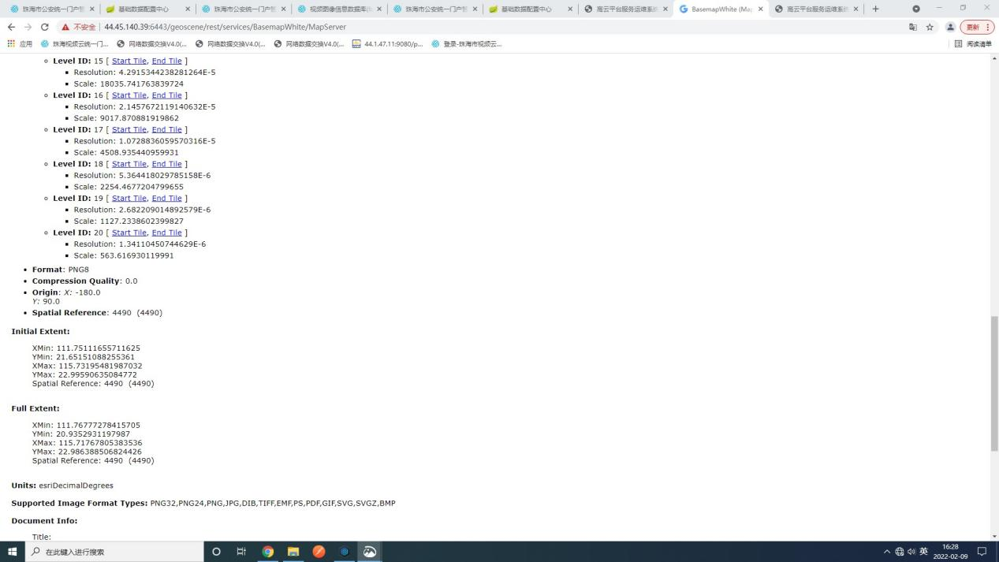 珠海市公安统一门户管
基础数据配置中心
珠海市公安统一门户管
视频图像信息数据库(
珠海市公安统一门户管
基础数据配置中心
高云平台服务运维系统
BasemapWhite (Map
高云平台服务运维系统
不安全 | 44.45.140.39:6443/geoscene/rest/services/BasemapWhite/MapServer
更新
应用
珠海视频云统一门...
网络数据交换V4.0(...
网络数据交换V4.0(...
网络数据交换V4.0(...
44.1.47.11:9080/p...
登录-珠海市视频云...
阅读清单
Level ID: 15 [ Start Tile, End Tile ]
Resolution: 4.2915344238281264E-5
Scale: 18035.741763839724
Level ID: 16 [ Start Tile, End Tile ]
Resolution: 2.1457672119140632E-5
Scale: 9017.870881919862
Level ID: 17 [ Start Tile, End Tile ]
Resolution: 1.0728836059570316E-5
Scale: 4508.935440959931
Level ID: 18 [ Start Tile, End Tile ]
Resolution: 5.364418029785158E-6
Scale: 2254.4677204799655
Level ID: 19 [ Start Tile, End Tile ]
Resolution: 2.682209014892579E-6
Scale: 1127.2338602399827
Level ID: 20 [ Start Tile, End Tile ]
Resolution: 1.34110450744629E-6
Scale: 563.616930119991
Format: PNG8
Compression Quality: 0.0
Origin: X: -180.0
Y: 90.0
Spatial Reference: 4490 (4490)
Initial Extent:
XMin: 111.75111655711625
YMin: 21.65151088255361
XMax: 115.73195481987032
YMax: 22.99590635084772
Spatial Reference: 4490 (4490)
Full Extent:
XMin: 111.76777278415705
YMin: 20.9352931197987
XMax: 115.71767805383536
YMax: 22.986388506824426
Spatial Reference: 4490 (4490)
Units: esriDecimalDegrees
Supported Image Format Types: PNG32,PNG24,PNG,JPG,DIB,TIFF,EMF,PS,PDF,GIF,SVG,SVGZ,BMP
Document Info:
Title:
在此键入进行搜索
英
16:28
2022-02-09